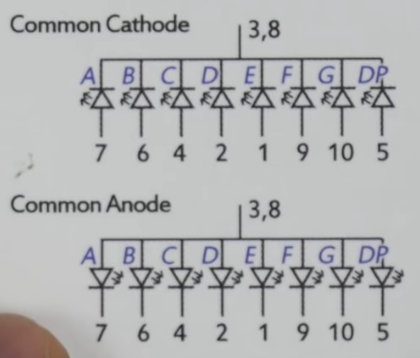 Common Cathode
3,8
A B C D E F G DP
7 6 4 2 1 9 10 5
Common Anode
3,8
A B C D E F G DP
7 6 4 2 1 9 10 5